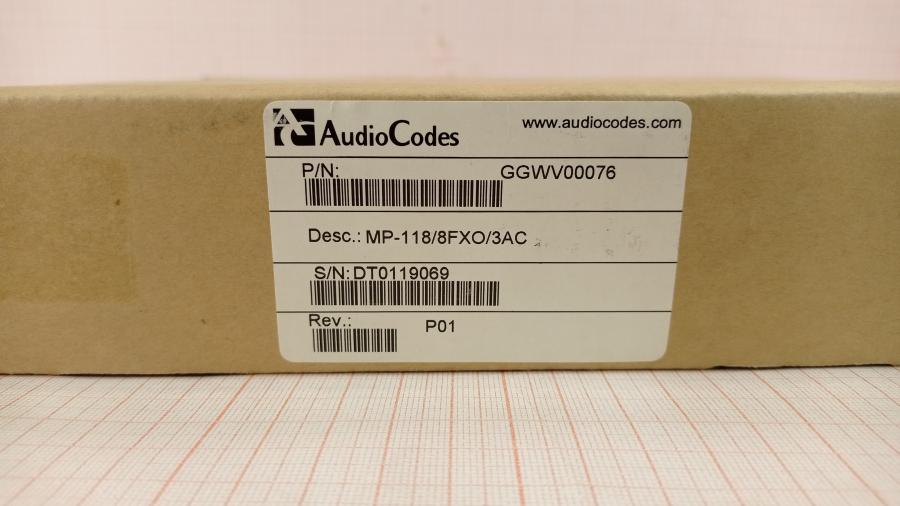 AudioCodes
www.audiocodes.com
P/N: GGWV00076
Desc.: MP-118/8FXO/3AC
S/N: DT0119069
Rev.: P01